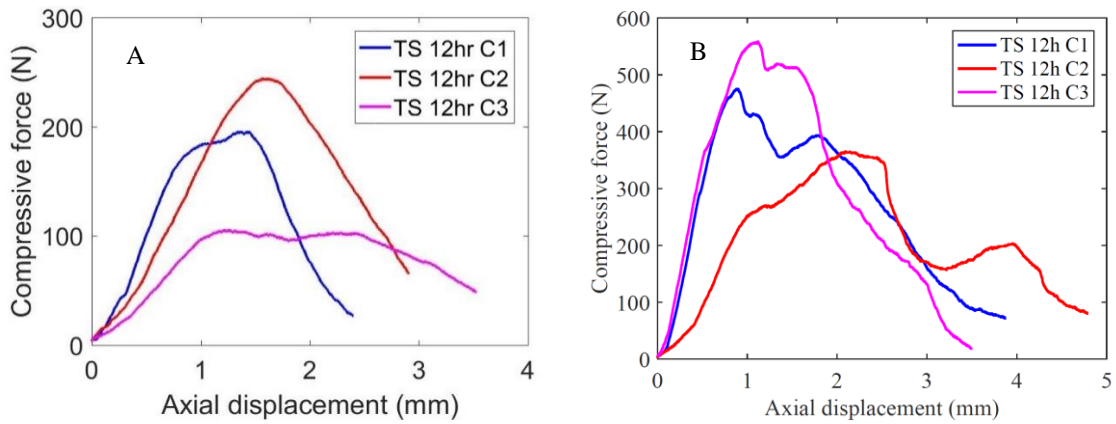 A
TS 12hr C1
TS 12hr C2
TS 12hr C3
300
200
100
0
0
1
2
3
4
Compressive force (N)
Axial displacement (mm)
B
TS 12h C1
TS 12h C2
TS 12h C3
600
500
400
300
200
100
0
0
1
2
3
4
5
Compressive force (N)
Axial displacement (mm)